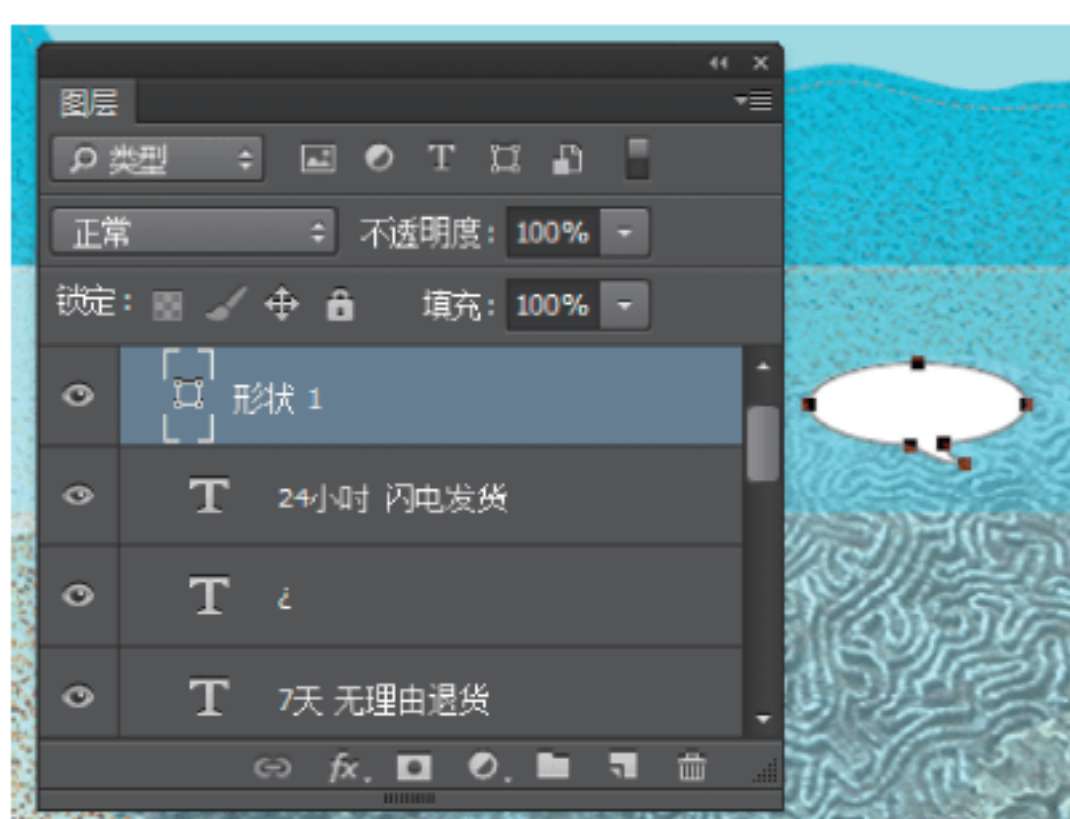 图层
类型
正常 不透明度: 100%
锁定: 填充: 100%
形状 1
T 24小时 闪电发货
T ¿
T 7天 无理由退货
fx.